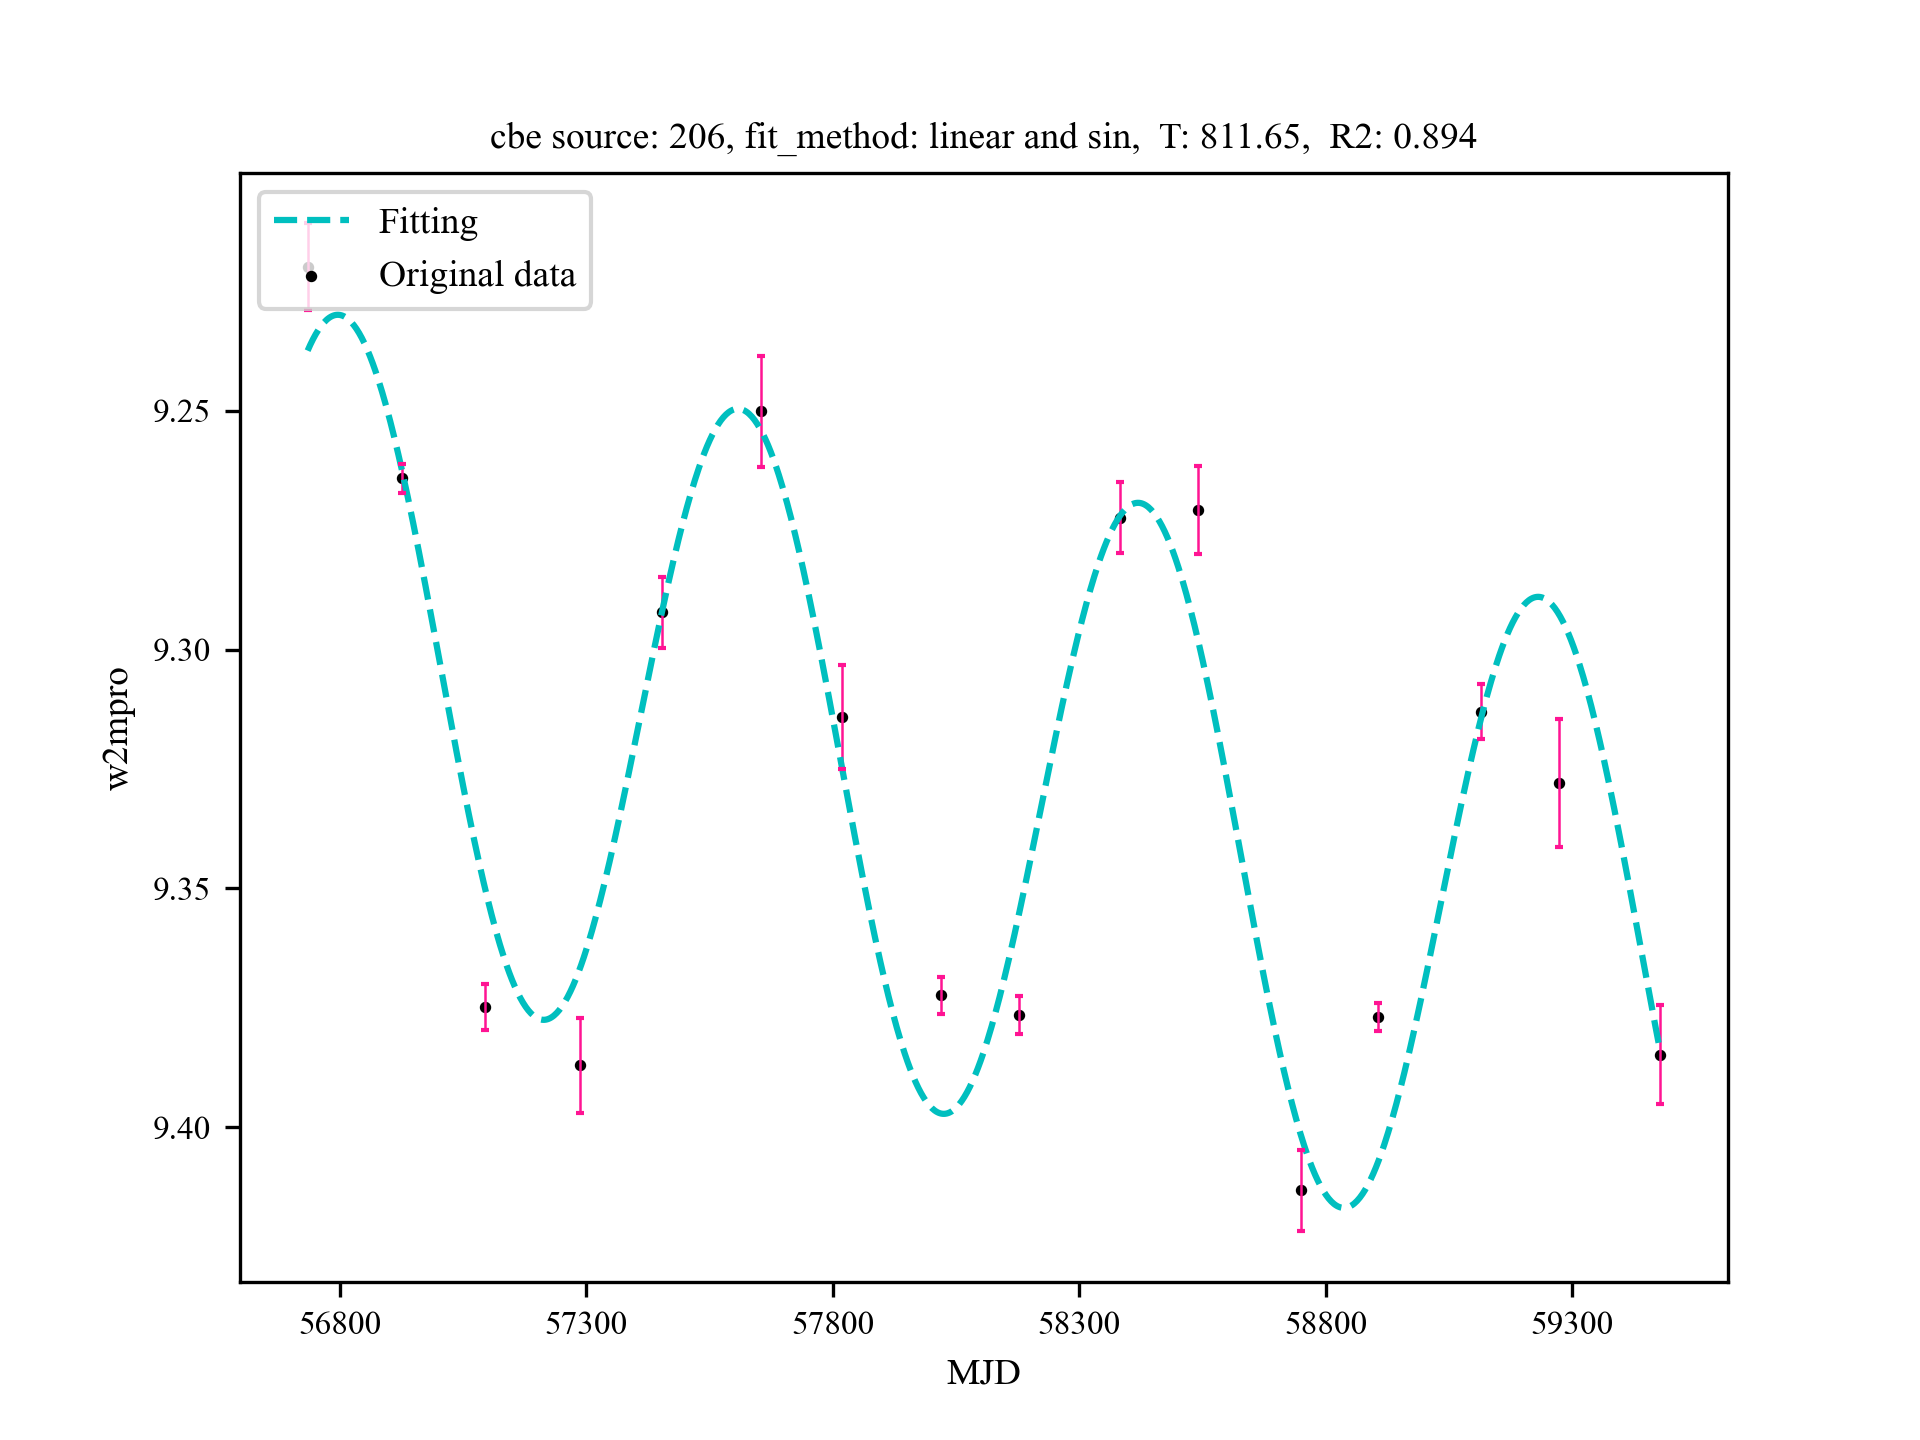 cbe source: 206, fit_method: linear and sin,  T: 811.65,  R2: 0.894
Fitting
Original data
9.25
9.30
9.35
9.40
w2mpro
56800
57300
57800
58300
58800
59300
MJD